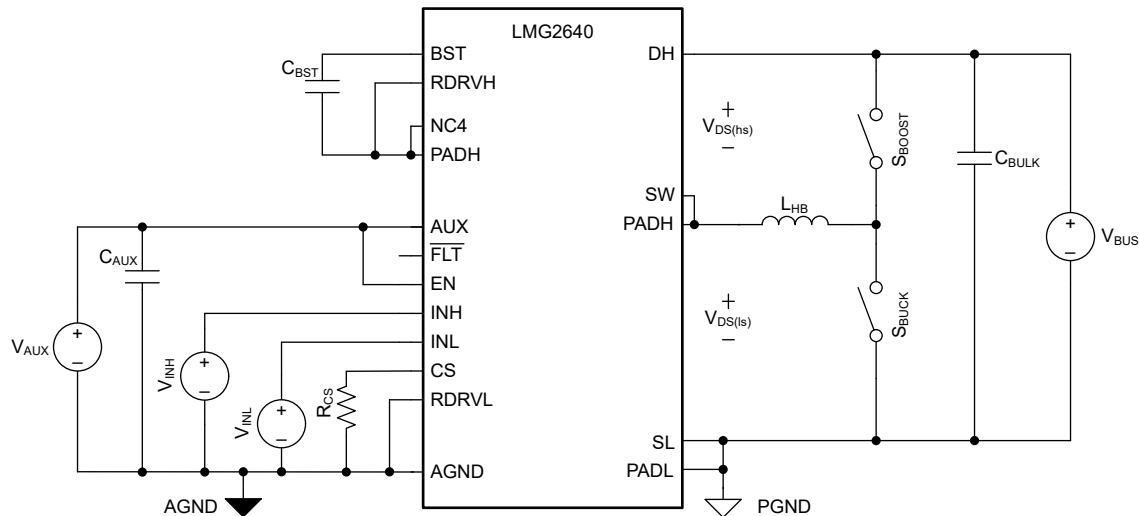 LMG2640
BST
DH
C_BST
RDRVH
NC4
PADH
V_DS(hs)
+
−
S_BOOST
C_BULK
SW
PADH
L_HB
AUX
FLT
EN
INH
INL
CS
RDRVL
AGND
C_AUX
V_AUX
+
−
V_INH
+
−
V_INL
+
−
R_CS
V_DS(ls)
+
−
S_BUCK
V_BUS
+
−
SL
PADL
AGND
PGND